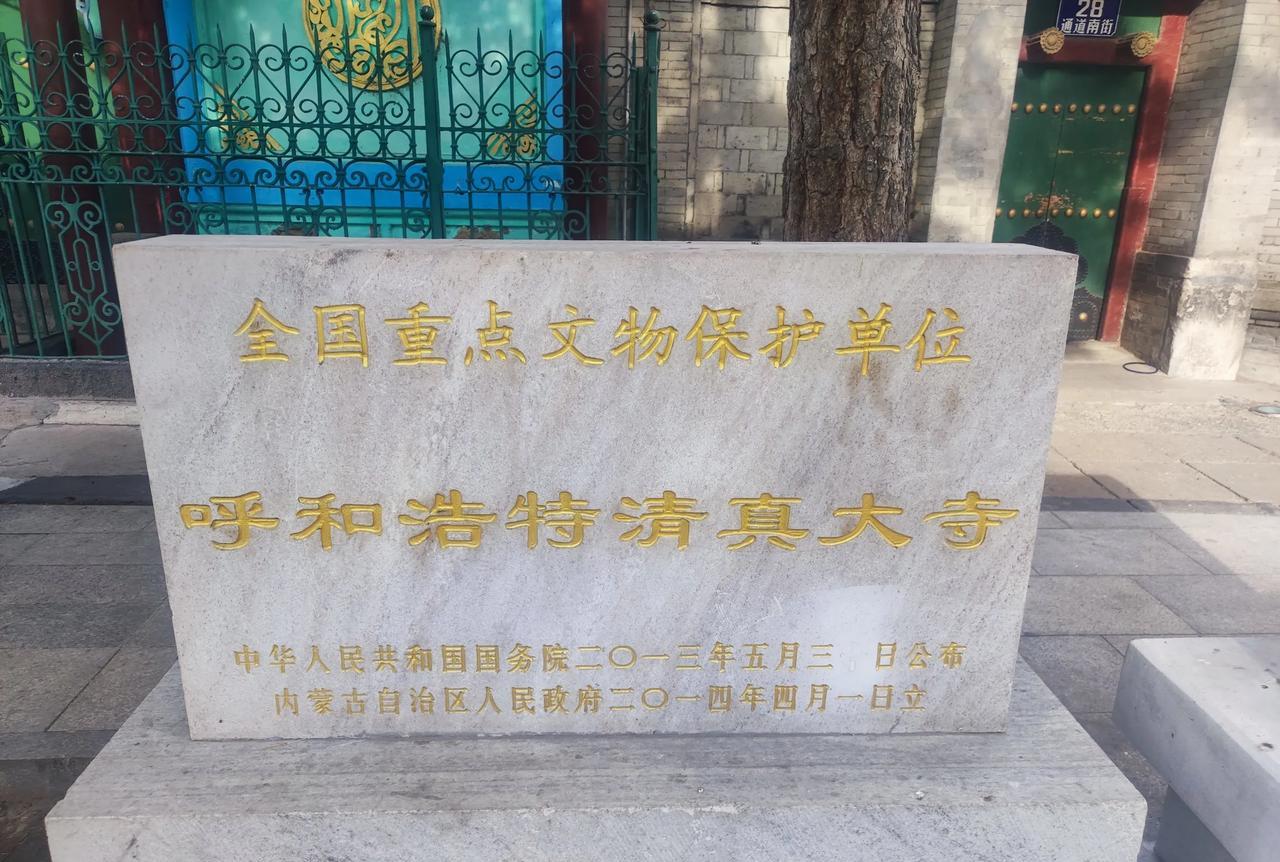 28
通道南街
全国重点文物保护单位
呼和浩特清真大寺
中华人民共和国国务院二〇一三年五月三 日公布
内蒙古自治区人民政府二〇一四年四月一日立